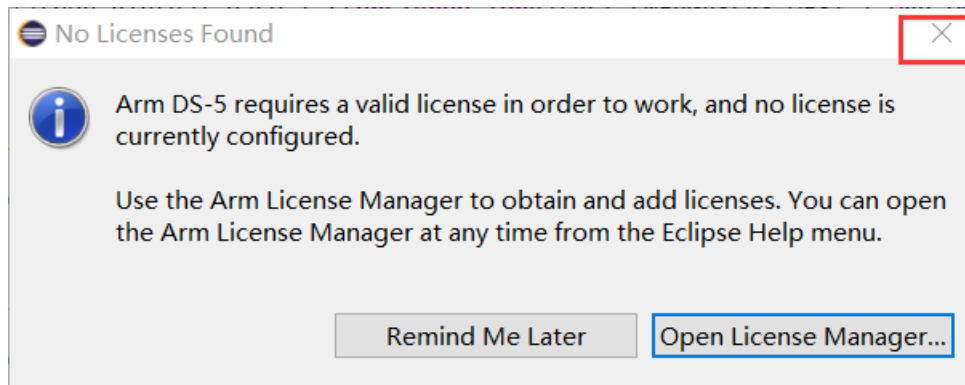 No Licenses Found
Arm DS-5 requires a valid license in order to work, and no license is
currently configured.
Use the Arm License Manager to obtain and add licenses. You can open
the Arm License Manager at any time from the Eclipse Help menu.
Remind Me Later
Open License Manager...